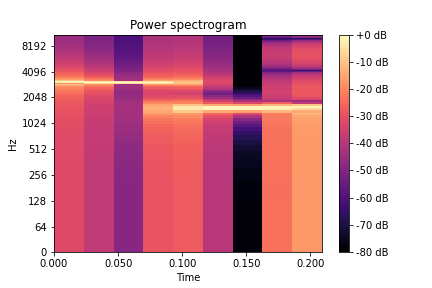 Power spectrogram
8192
4096
2048
1024
512
256
128
64
0
Hz
0.000 0.050 0.100 0.150 0.200
Time
+0 dB
-10 dB
-20 dB
-30 dB
-40 dB
-50 dB
-60 dB
-70 dB
-80 dB